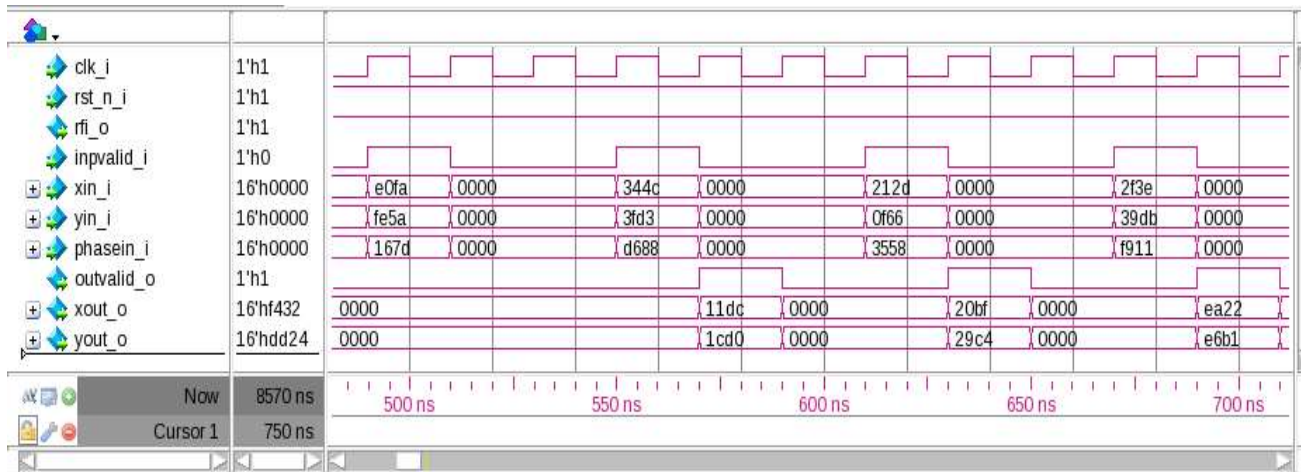 clk_i 1'h1
rst_n_i 1'h1
rfi_o 1'h1
inpvalid_i 1'h0
xin_i 16'h0000 e0fa 0000 344c 0000 212d 0000 2f3e 0000
yin_i 16'h0000 fe5a 0000 3fd3 0000 0f66 0000 39db 0000
phasein_i 16'h0000 167d 0000 d688 0000 3558 0000 f911 0000
outvalid_o 1'h1
xout_o 16'hf432 0000 11dc 0000 20bf 0000 ea22
yout_o 16'hdd24 0000 1cd0 0000 29c4 0000 e6b1
Now 8570 ns 500 ns 550 ns 600 ns 650 ns 700 ns
Cursor 1 750 ns